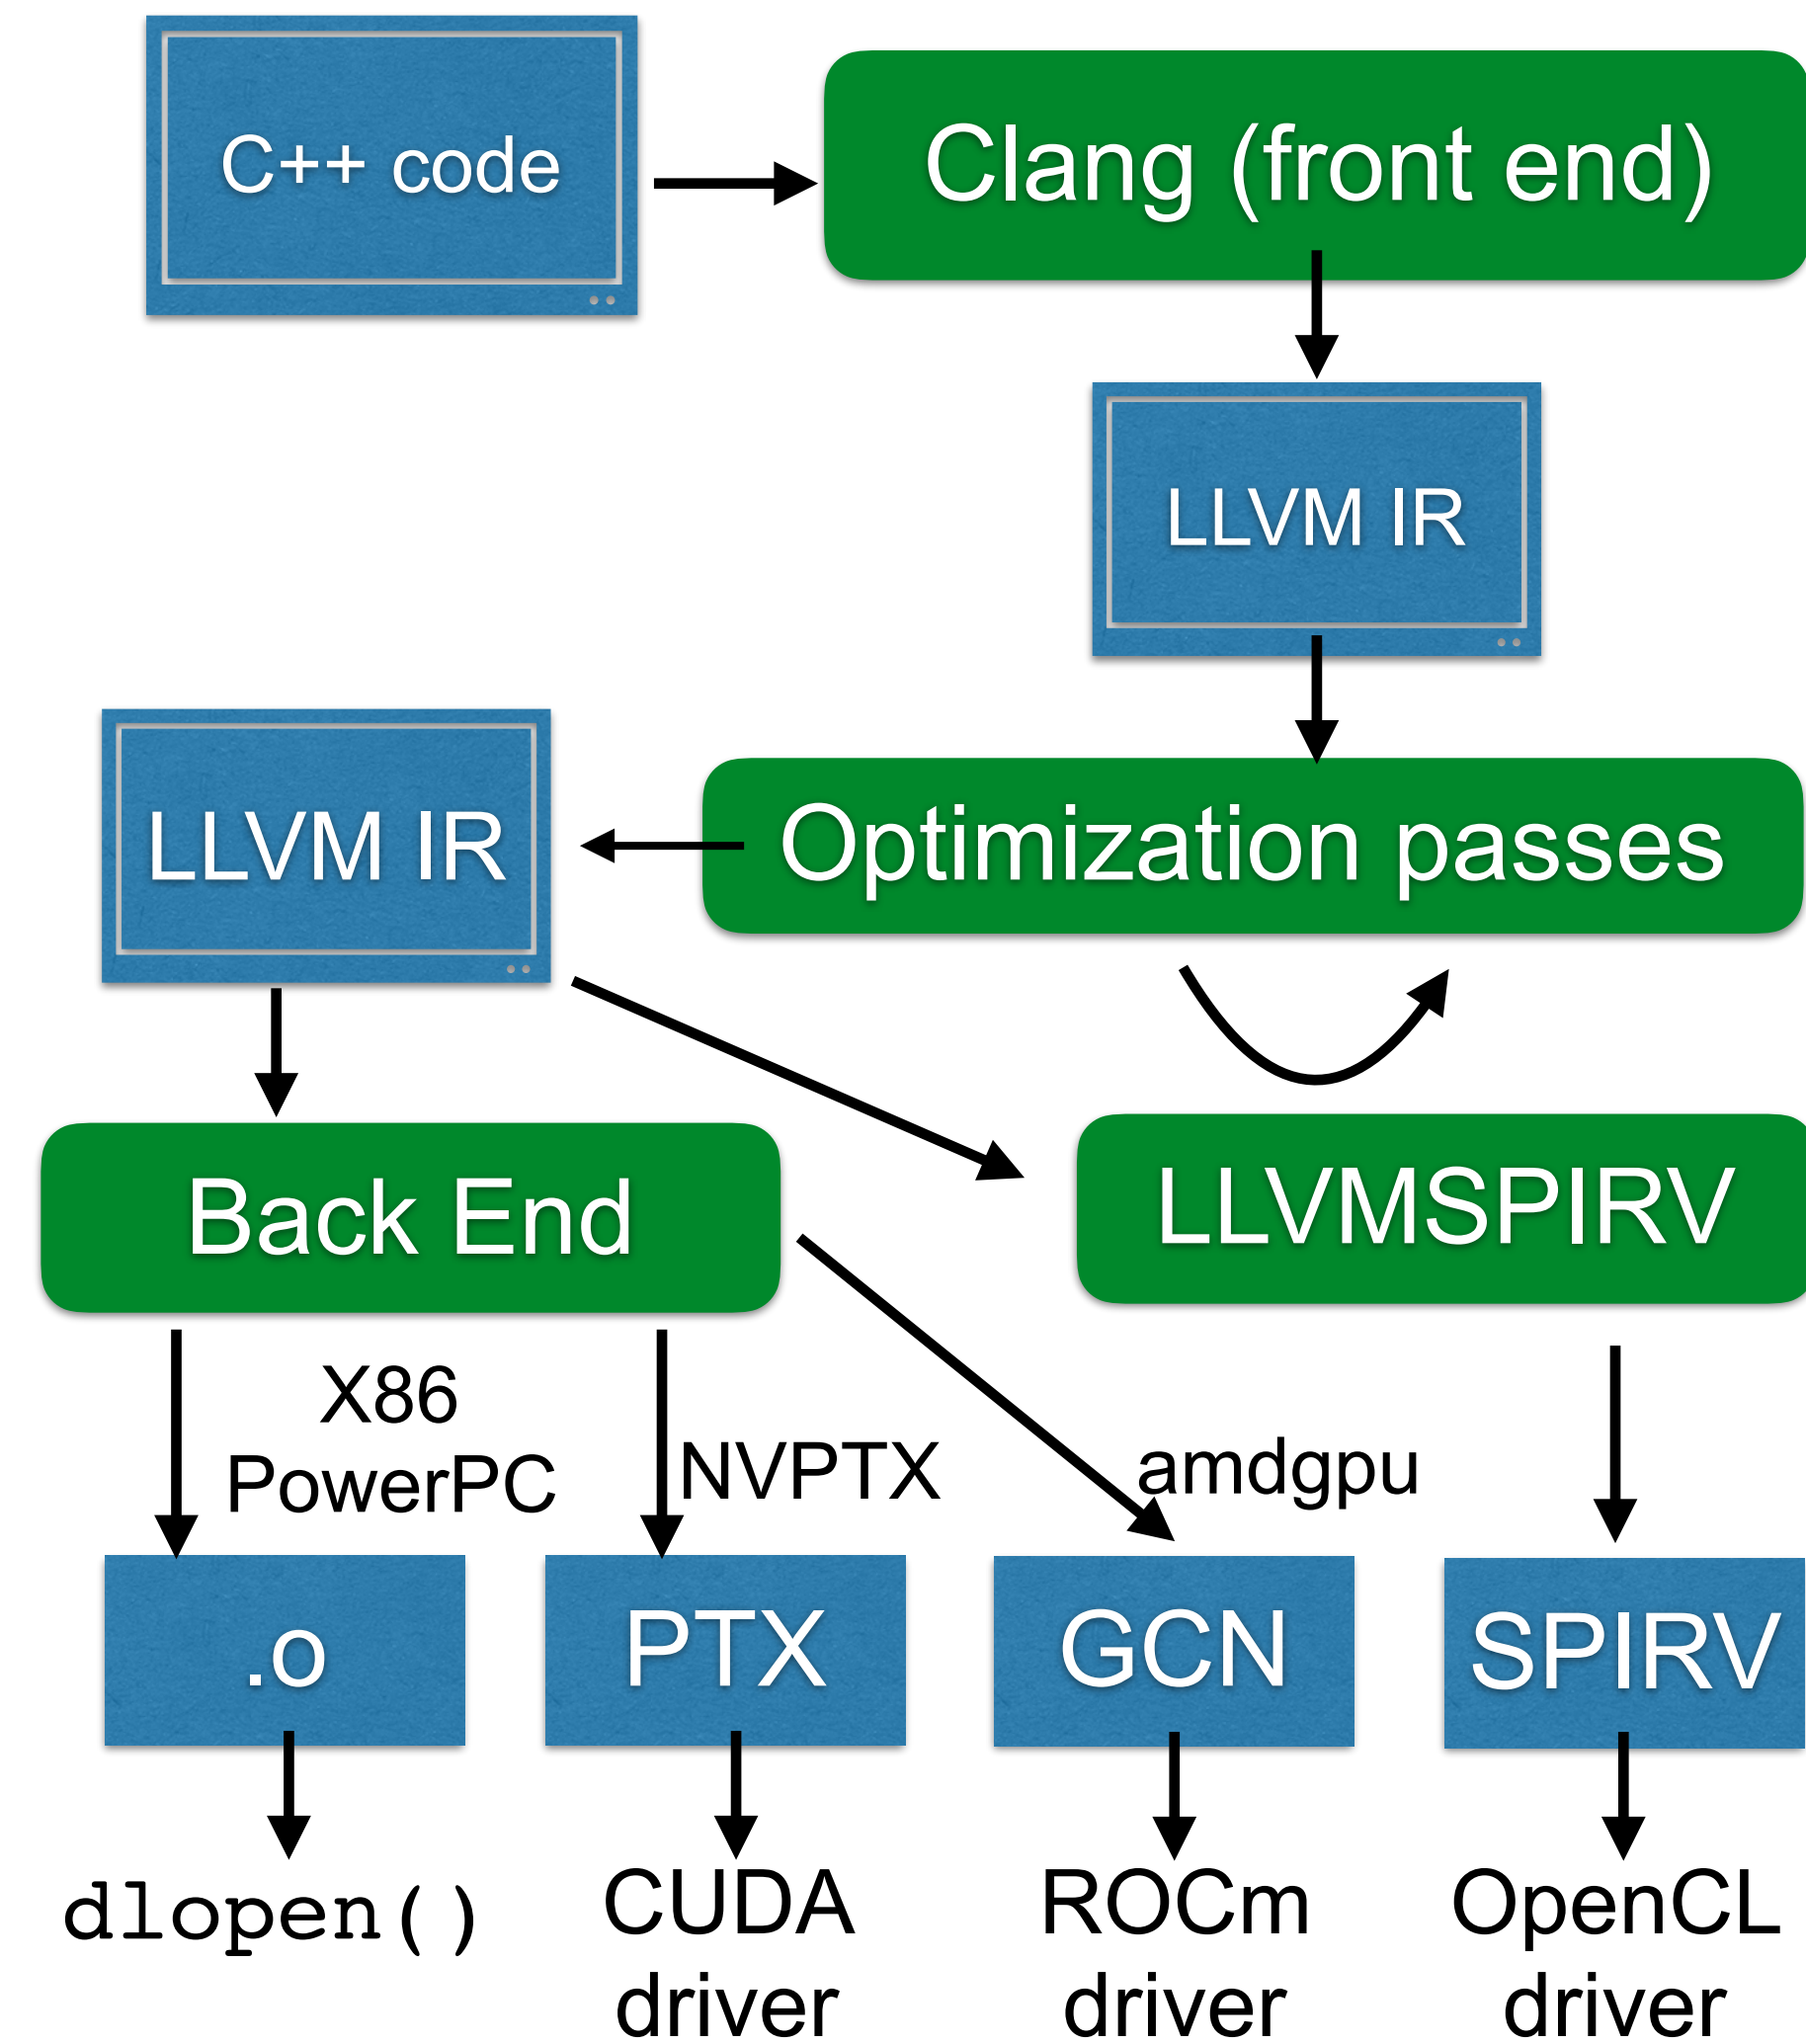 C++ code
Clang (front end)
LLVM IR
LLVM IR
Optimization passes
Back End
LLVMSPIRV
X86
PowerPC
NVPTX
amdgpu
.o
PTX
GCN
SPIRV
dlopen()
CUDA
driver
ROCm
driver
OpenCL
driver